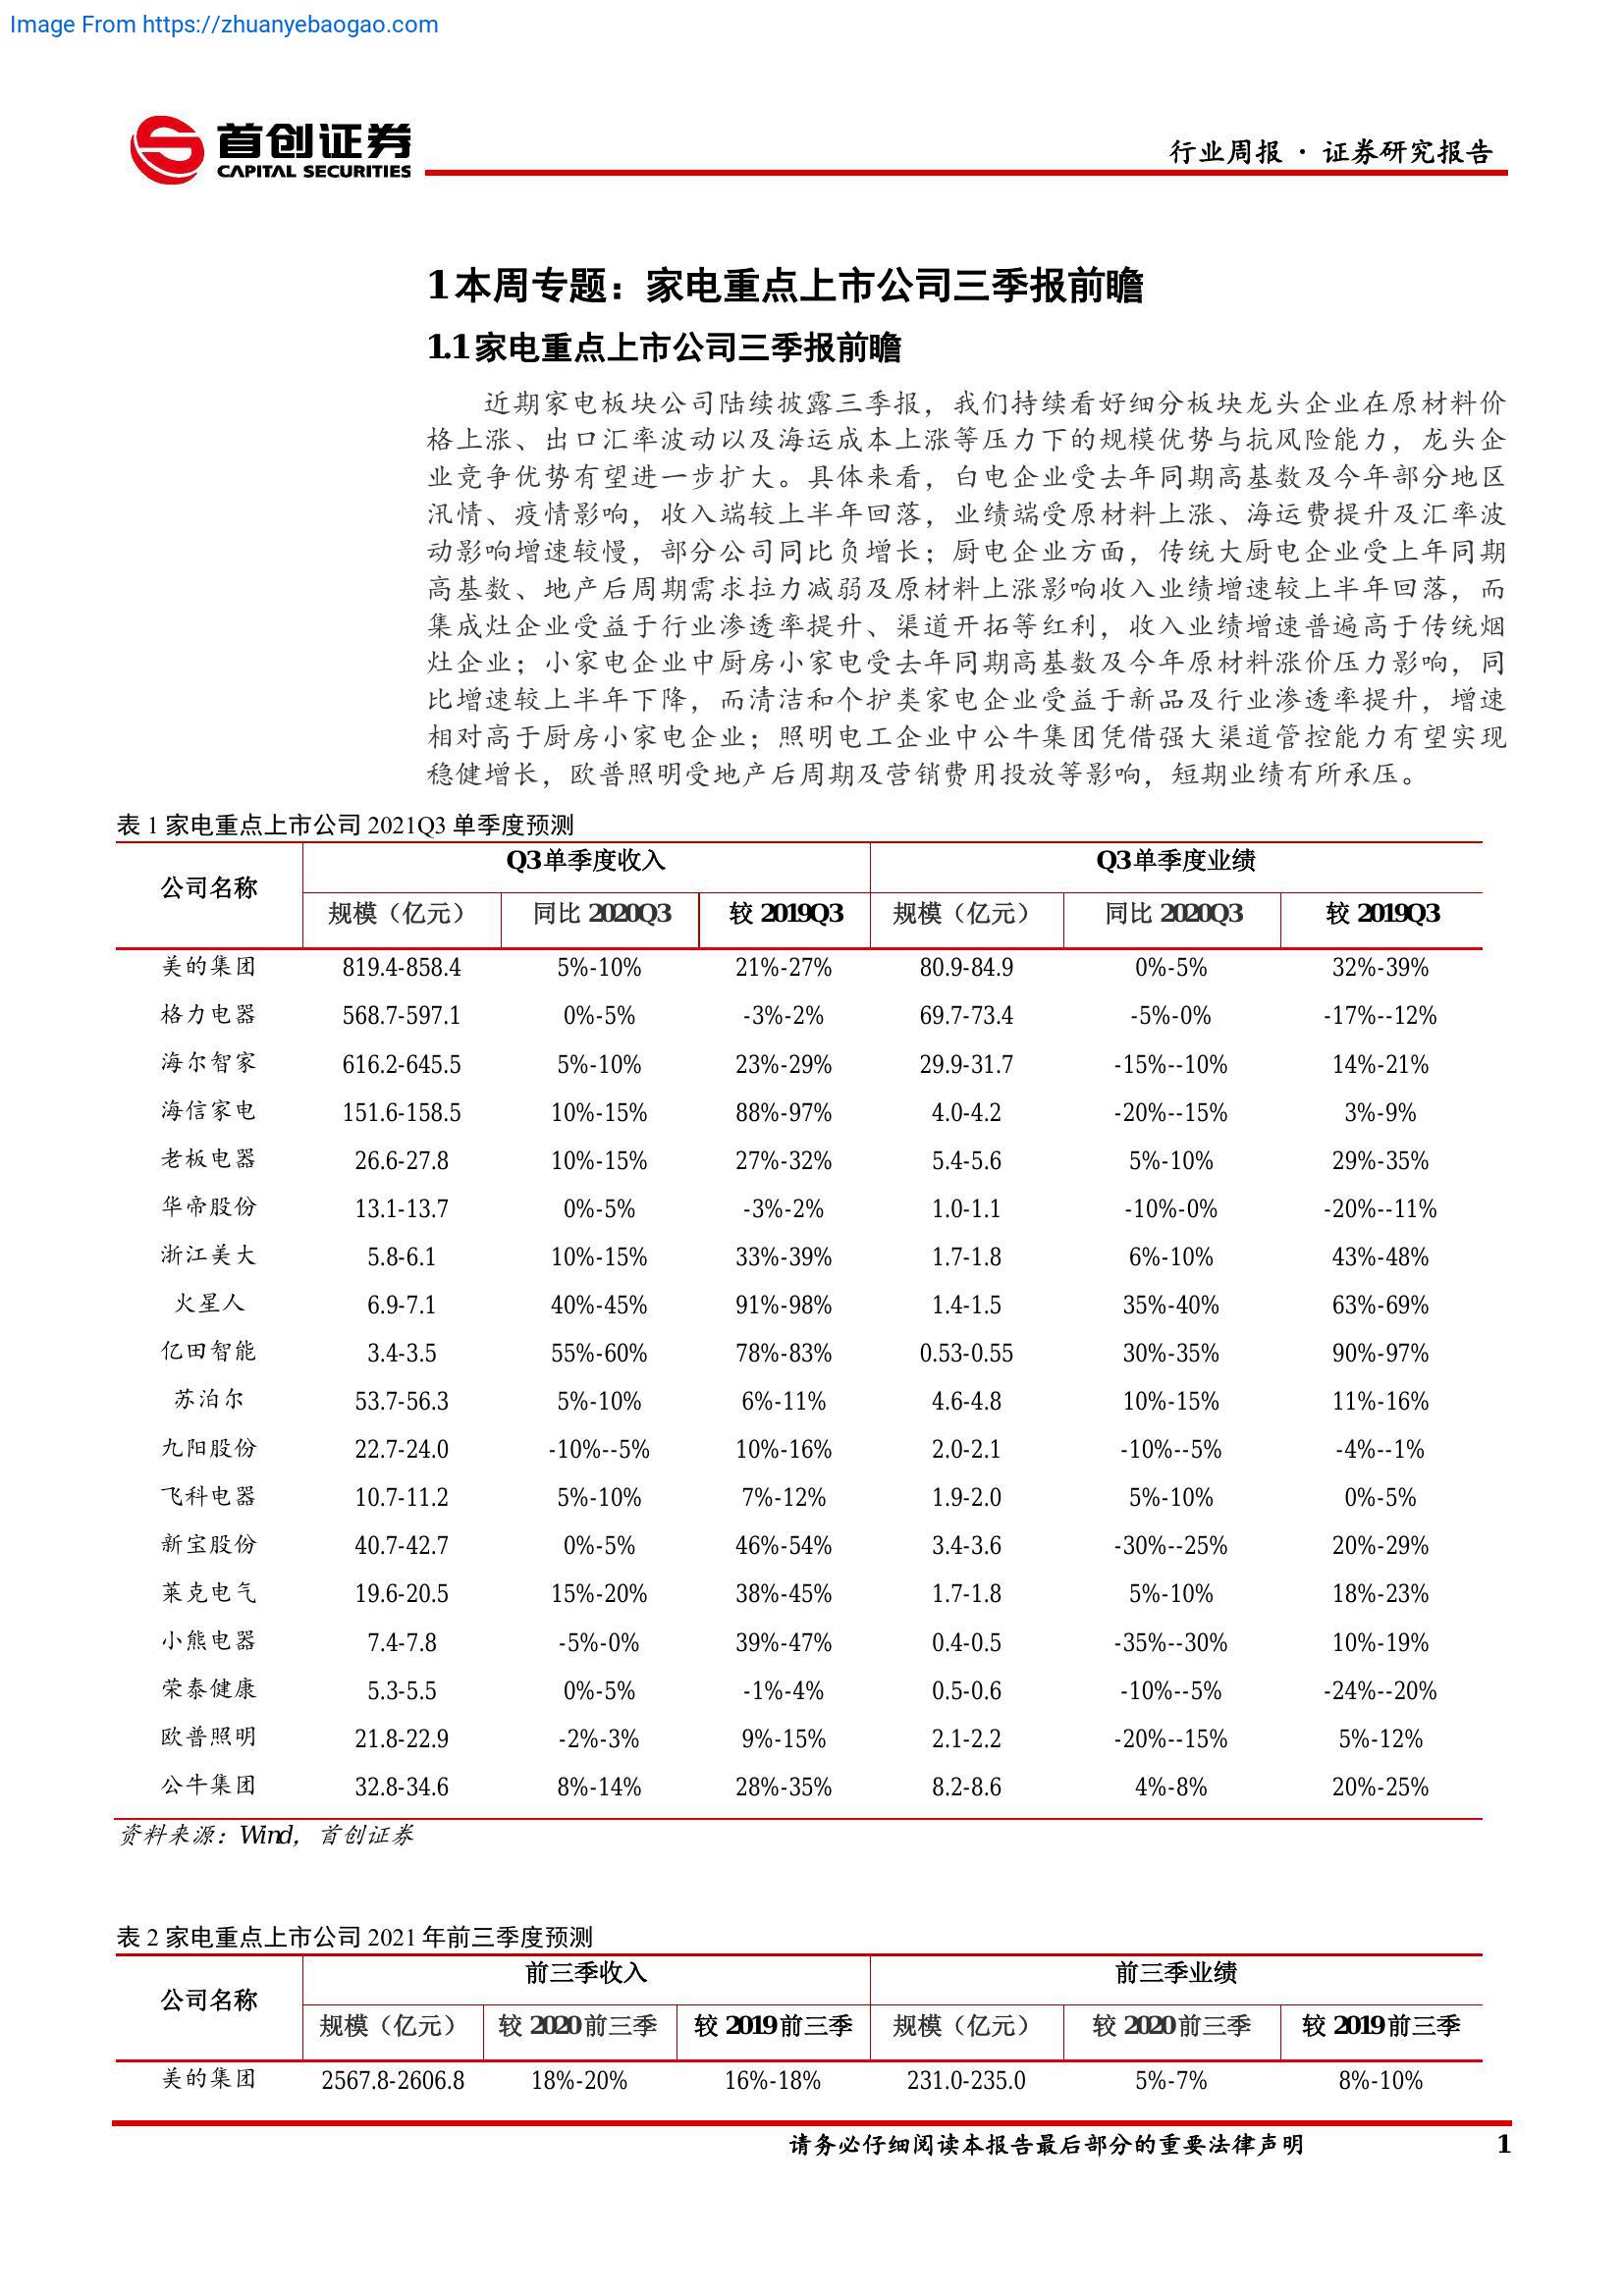 Image From https://zhuanyebaogao.com
首创证券
CAPITAL SECURITIES
行业周报 · 证券研究报告
1 本周专题：家电重点上市公司三季报前瞻
1.1 家电重点上市公司三季报前瞻
近期家电板块公司陆续披露三季报，我们持续看好细分板块龙头企业在原材料价
格上涨、出口汇率波动以及海运成本上涨等压力下的规模优势与抗风险能力，龙头企
业竞争优势有望进一步扩大。具体来看，白电企业受去年同期高基数及今年部分地区
汛情、疫情影响，收入端较上半年回落，业绩端受原材料上涨、海运费提升及汇率波
动影响增速较慢，部分公司同比负增长；厨电企业方面，传统大厨电企业受上年同期
高基数、地产后周期需求拉力减弱及原材料上涨影响收入业绩增速较上半年回落，而
集成灶企业受益于行业渗透率提升、渠道开拓等红利，收入业绩增速普遍高于传统烟
灶企业；小家电企业中厨房小家电受去年同期高基数及今年原材料涨价压力影响，同
比增速较上半年下降，而清洁和个护类家电企业受益于新品及行业渗透率提升，增速
相对高于厨房小家电企业；照明电工企业中公牛集团凭借强大渠道管控能力有望实现
稳健增长，欧普照明受地产后周期及营销费用投放等影响，短期业绩有所承压。
表 1 家电重点上市公司 2021Q3 单季度预测
公司名称 Q3 单季度收入 Q3 单季度业绩
规模（亿元） 同比 2020Q3 较 2019Q3 规模（亿元） 同比 2020Q3 较 2019Q3
美的集团 819.4-858.4 5%-10% 21%-27% 80.9-84.9 0%-5% 32%-39%
格力电器 568.7-597.1 0%-5% -3%-2% 69.7-73.4 -5%-0% -17%--12%
海尔智家 616.2-645.5 5%-10% 23%-29% 29.9-31.7 -15%--10% 14%-21%
海信家电 151.6-158.5 10%-15% 88%-97% 4.0-4.2 -20%--15% 3%-9%
老板电器 26.6-27.8 10%-15% 27%-32% 5.4-5.6 5%-10% 29%-35%
华帝股份 13.1-13.7 0%-5% -3%-2% 1.0-1.1 -10%-0% -20%--11%
浙江美大 5.8-6.1 10%-15% 33%-39% 1.7-1.8 6%-10% 43%-48%
火星人 6.9-7.1 40%-45% 91%-98% 1.4-1.5 35%-40% 63%-69%
亿田智能 3.4-3.5 55%-60% 78%-83% 0.53-0.55 30%-35% 90%-97%
苏泊尔 53.7-56.3 5%-10% 6%-11% 4.6-4.8 10%-15% 11%-16%
九阳股份 22.7-24.0 -10%--5% 10%-16% 2.0-2.1 -10%--5% -4%--1%
飞科电器 10.7-11.2 5%-10% 7%-12% 1.9-2.0 5%-10% 0%-5%
新宝股份 40.7-42.7 0%-5% 46%-54% 3.4-3.6 -30%--25% 20%-29%
莱克电气 19.6-20.5 15%-20% 38%-45% 1.7-1.8 5%-10% 18%-23%
小熊电器 7.4-7.8 -5%-0% 39%-47% 0.4-0.5 -35%--30% 10%-19%
荣泰健康 5.3-5.5 0%-5% -1%-4% 0.5-0.6 -10%--5% -24%--20%
欧普照明 21.8-22.9 -2%-3% 9%-15% 2.1-2.2 -20%--15% 5%-12%
公牛集团 32.8-34.6 8%-14% 28%-35% 8.2-8.6 4%-8% 20%-25%
资料来源：Wind，首创证券
表 2 家电重点上市公司 2021 年前三季度预测
公司名称 前三季收入 前三季业绩
规模（亿元） 较 2020 前三季 较 2019 前三季 规模（亿元） 较 2020 前三季 较 2019 前三季
美的集团 2567.8-2606.8 18%-20% 16%-18% 231.0-235.0 5%-7% 8%-10%
请务必仔细阅读本报告最后部分的重要法律声明 1